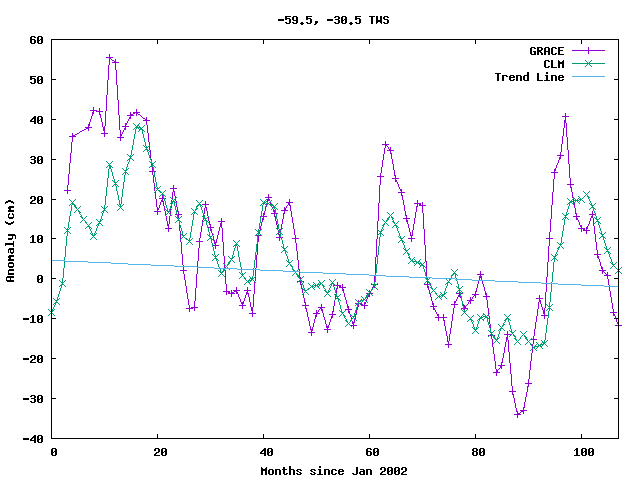 -59.5, -30.5 TWS
GRACE
CLM
Trend Line
60
50
40
30
20
10
0
-10
-20
-30
-40
Anomaly (cm)
0 20 40 60 80 100
Months since Jan 2002